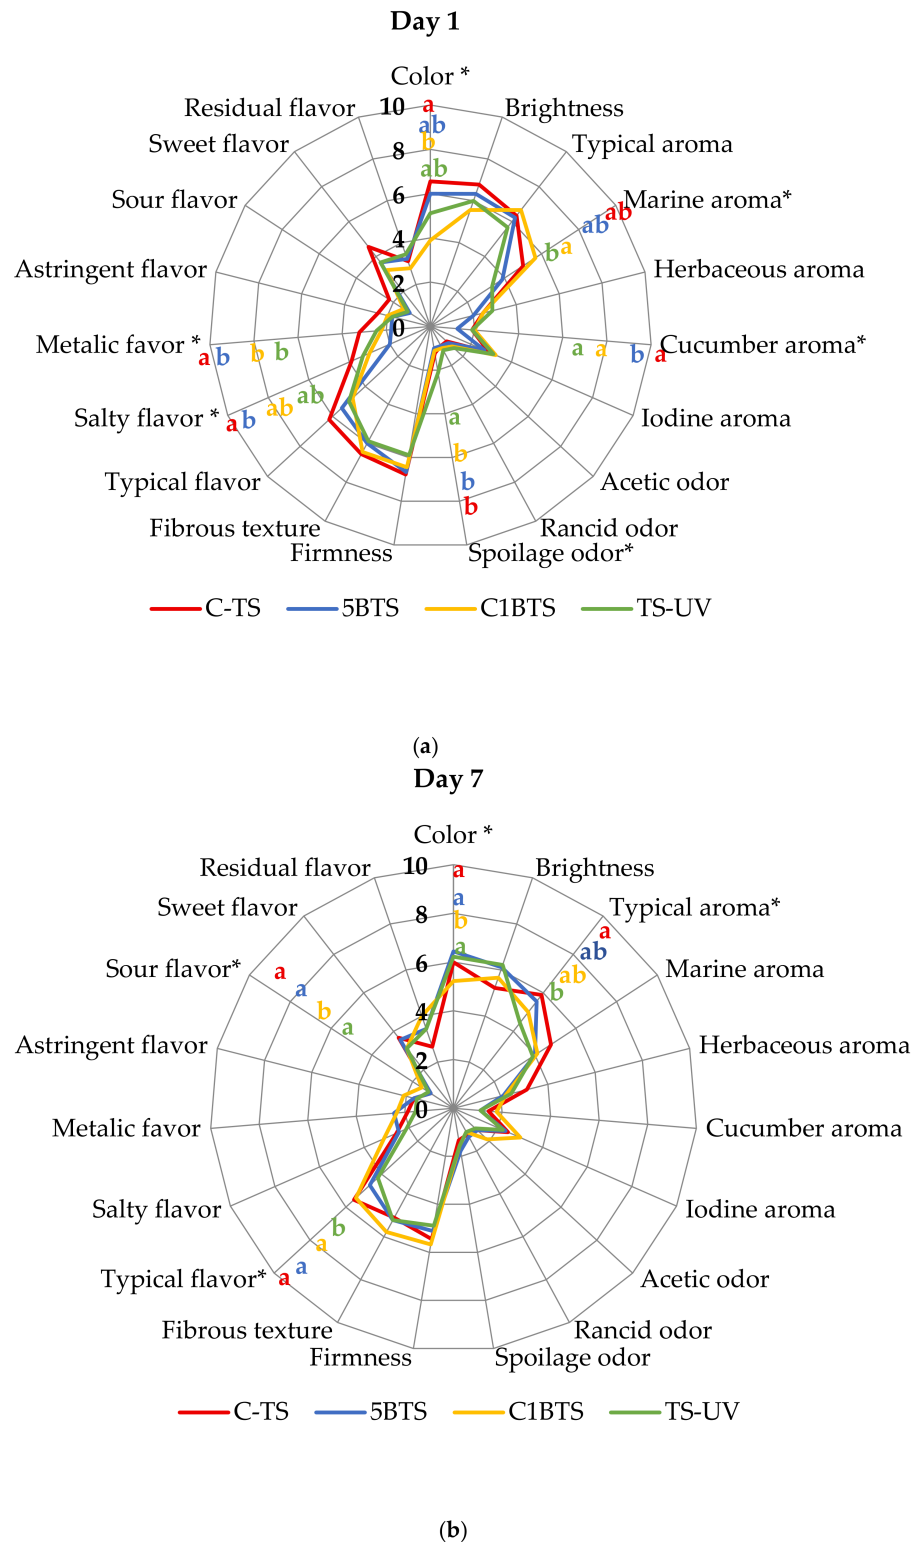 Day 1
Color *
Residual flavor 10 a Brightness
ab
Sweet flavor b Typical aroma
8
ab
Sour flavor 6 Marine aroma*
ab
ab
4 b a
Astringent flavor Herbaceous aroma
2
0
Metalic favor * Cucumber aroma*
a b b b a a b a
Salty flavor * ab ab Iodine aroma
a b a
b
Typical flavor b Acetic odor
b
Fibrous texture Rancid odor
Firmness Spoilage odor*
C-TS 5BTS C1BTS TS-UV
(a)
Day 7
Color *
Residual flavor 10 a Brightness
a
Sweet flavor 8 b Typical aroma*
a
a
ab
Sour flavor* a 6 ab Marine aroma
a
b b
a
4
Astringent flavor Herbaceous aroma
2
0
Metalic favor Cucumber aroma
Salty flavor Iodine aroma
b
a
Typical flavor* a a Acetic odor
Fibrous texture Rancid odor
Firmness Spoilage odor
C-TS 5BTS C1BTS TS-UV
(b)